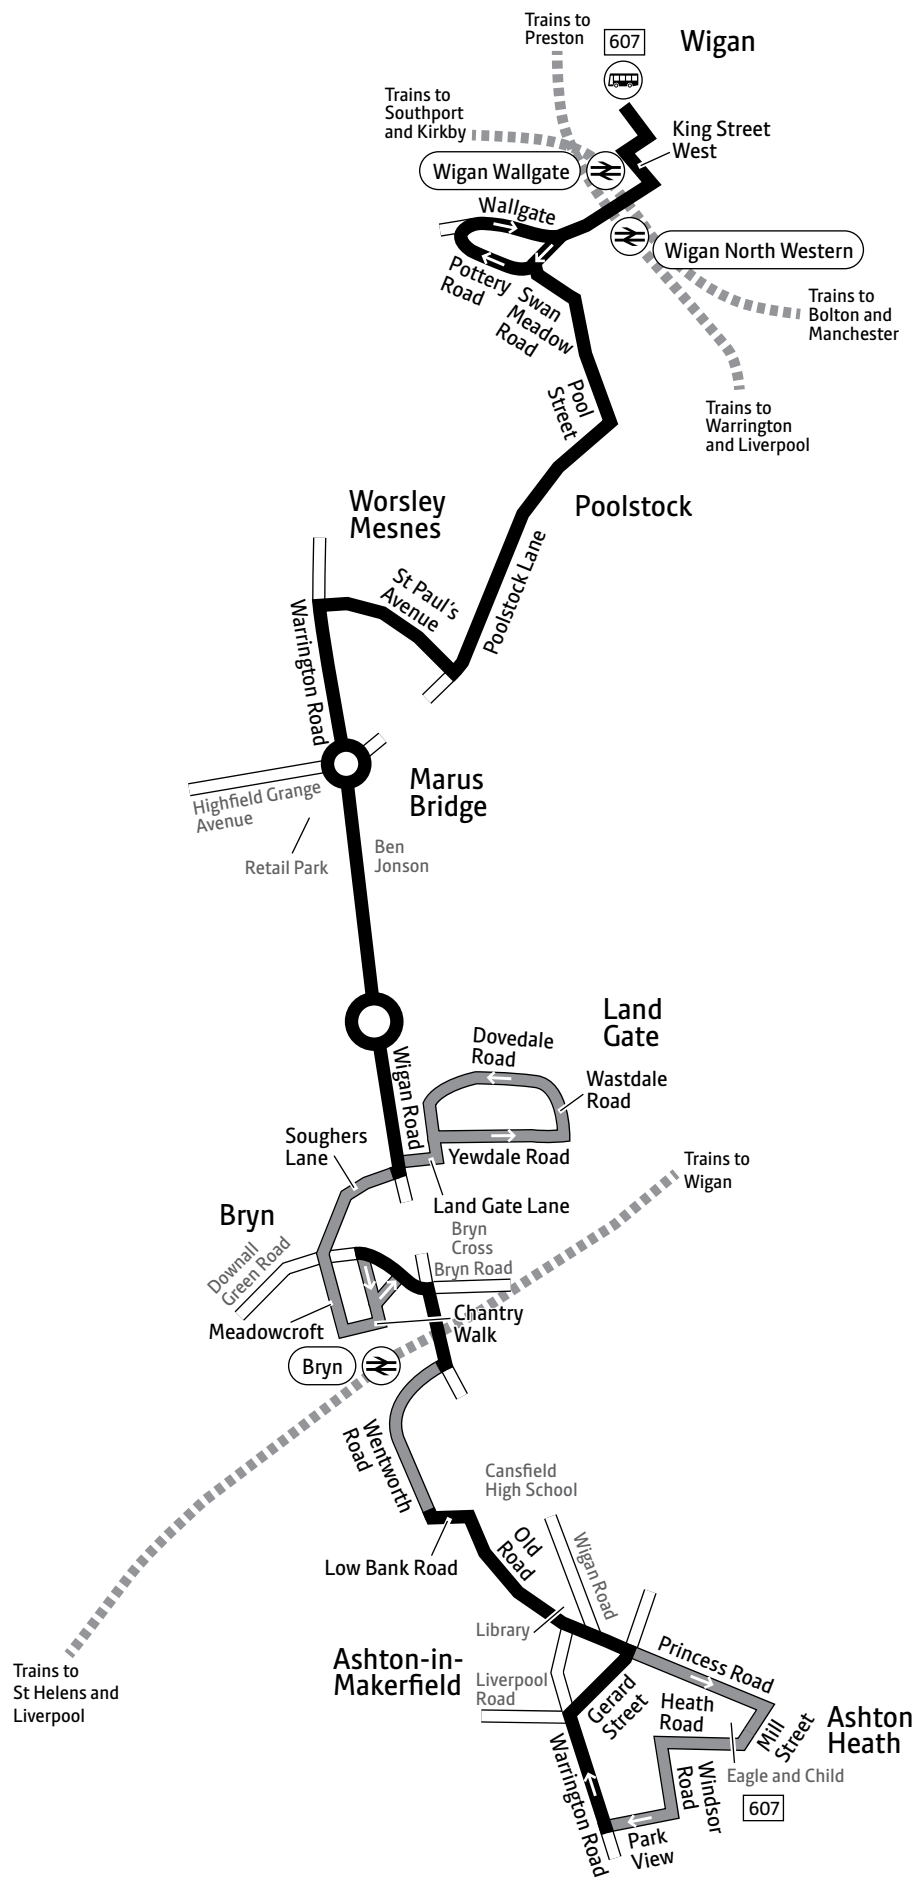 Trains to
Preston
607
Wigan
Trains to
Southport
and Kirkby
King Street
West
Wigan Wallgate
Wallgate
Wigan North Western
Pottery
Road
Swan
Meadow
Road
Trains to
Bolton and
Manchester
Pool
Street
Trains to
Warrington
and Liverpool
Worsley
Mesnes
Poolstock
St Paul's
Avenue
Poolstock Lane
Warrington Road
Marus
Bridge
Highfield Grange
Avenue
Retail Park
Ben
Jonson
Land
Gate
Dovedale
Road
Wigan Road
Wastdale
Road
Soughers
Lane
Yewdale Road
Trains to
Wigan
Land Gate Lane
Bryn
Bryn
Cross
Bryn Road
Downall
Green Road
Meadowcroft
Chantry
Walk
Bryn
Wentworth
Road
Cansfield
High School
Low Bank Road
Old
Road
Wigan Road
Library
Trains to
St Helens and
Liverpool
Ashton-in-
Makerfield
Liverpool
Road
Gerard
Street
Princess Road
Heath
Road
Mill
Street
Ashton
Heath
Eagle and Child
Windsor
Road
607
Warrington Road
Park
View